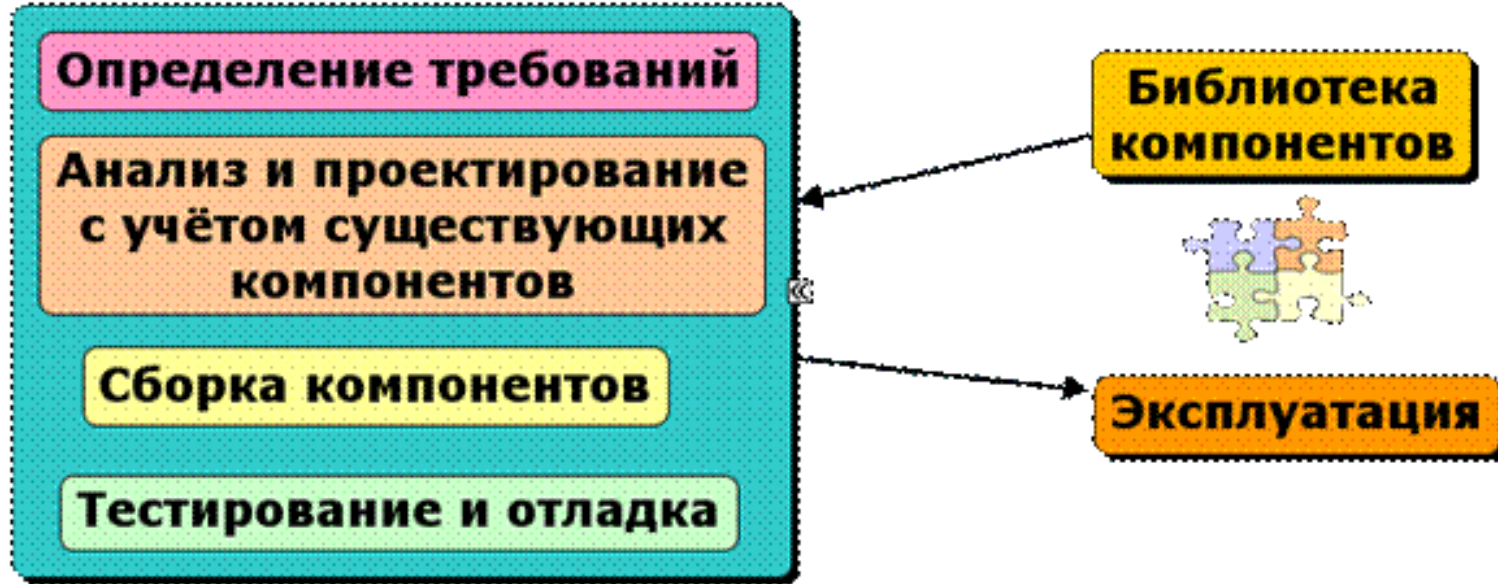 Определение требований
Анализ и проектирование
с учётом существующих
компонентов
Сборка компонентов
Тестирование и отладка
Библиотека
компонентов
Эксплуатация